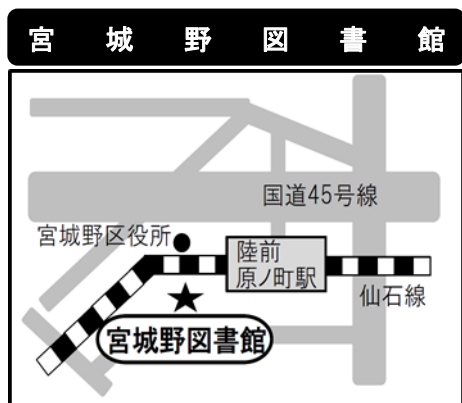 宮城野図書館
国道45号線
宮城野区役所
陸前
原ノ町駅
仙石線
宮城野図書館